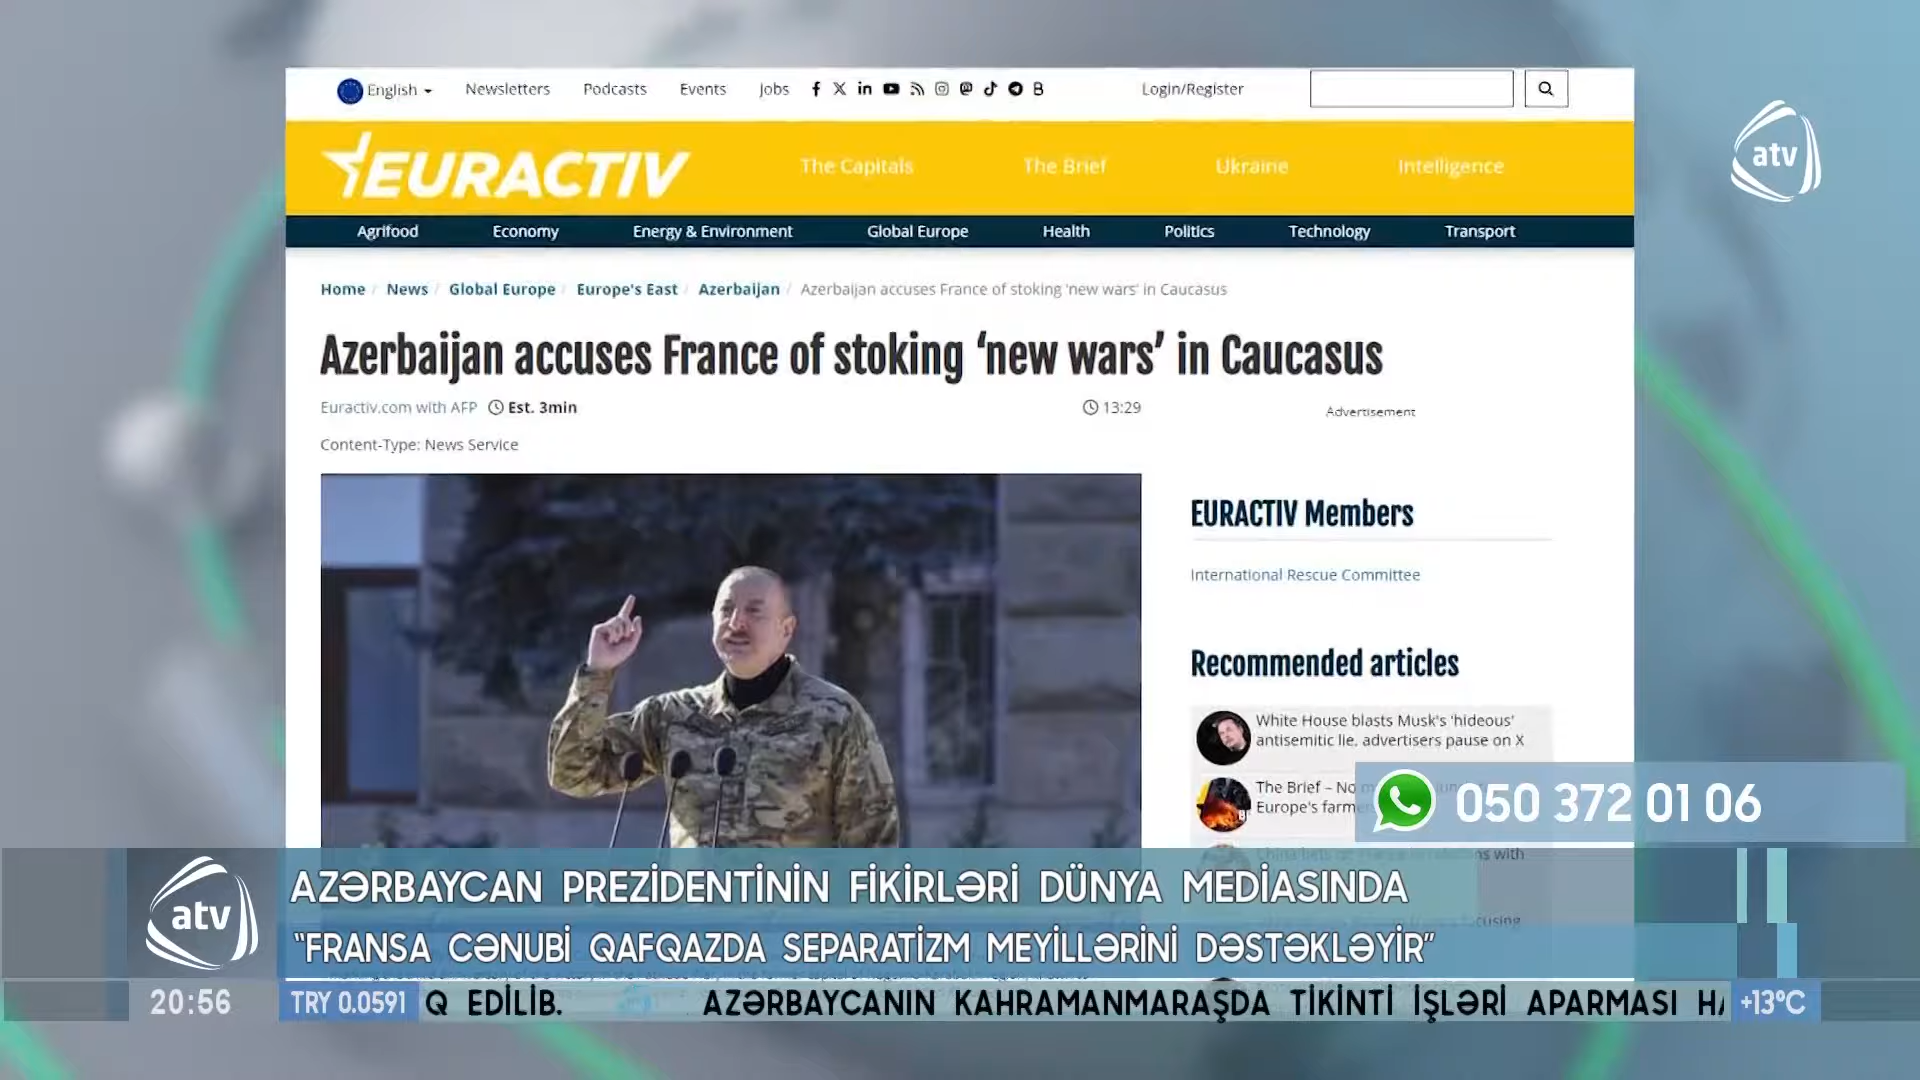 English
Newsletters
Podcasts
Events
Jobs
Login/Register
EURACTIV
The Capitals
The Brief
Ukraine
Intelligence
atv
Agrifood
Economy
Energy & Environment
Global Europe
Health
Politics
Technology
Transport
Home / News / Global Europe / Europe's East / Azerbaijan / Azerbaijan accuses France of stoking 'new wars' in Caucasus
Azerbaijan accuses France of stoking ‘new wars’ in Caucasus
Euractiv.com with AFP Est. 3min
13:29
Advertisement
Content-Type: News Service
EURACTIV Members
International Rescue Committee
Recommended articles
White House blasts Musk's 'hideous'
antisemitic lie, advertisers pause on X
The Brief – No
Europe's farme
050 372 01 06
with
atv
AZƏRBAYCAN PREZİDENTİNİN FİKİRLƏRİ DÜNYA MEDİASINDA
“FRANSA CƏNUBİ QAFQAZDA SEPARATİZM MEYİLLƏRİNİ DƏSTƏKLƏYİR”
20:56
TRY 0.0591
Q EDİLİB.
AZƏRBAYCANIN KAHRAMANMARAŞDA TİKİNTİ İŞLƏRİ APARMASI HA
+13°C